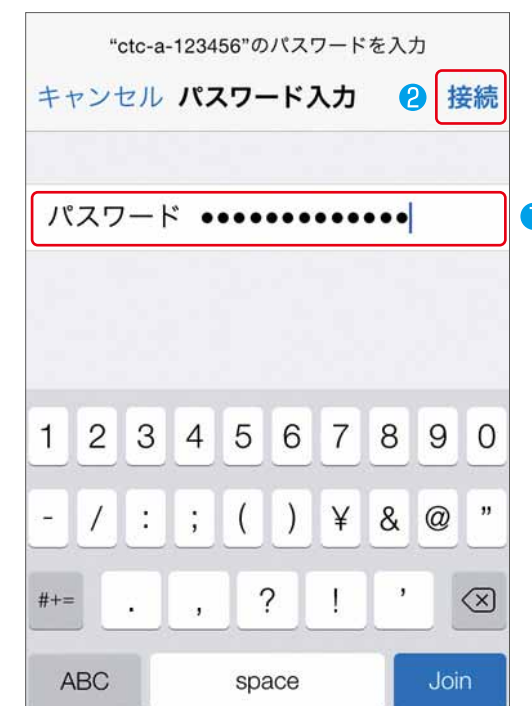 “ctc-a-123456”のパスワードを入力
キャンセル パスワード入力 2 接続
パスワード ●●●●●●●●●●●●●
1 2 3 4 5 6 7 8 9 0
- / : ; ( ) ¥ & @ ”
#+= . , ? ! ’
ABC space Join